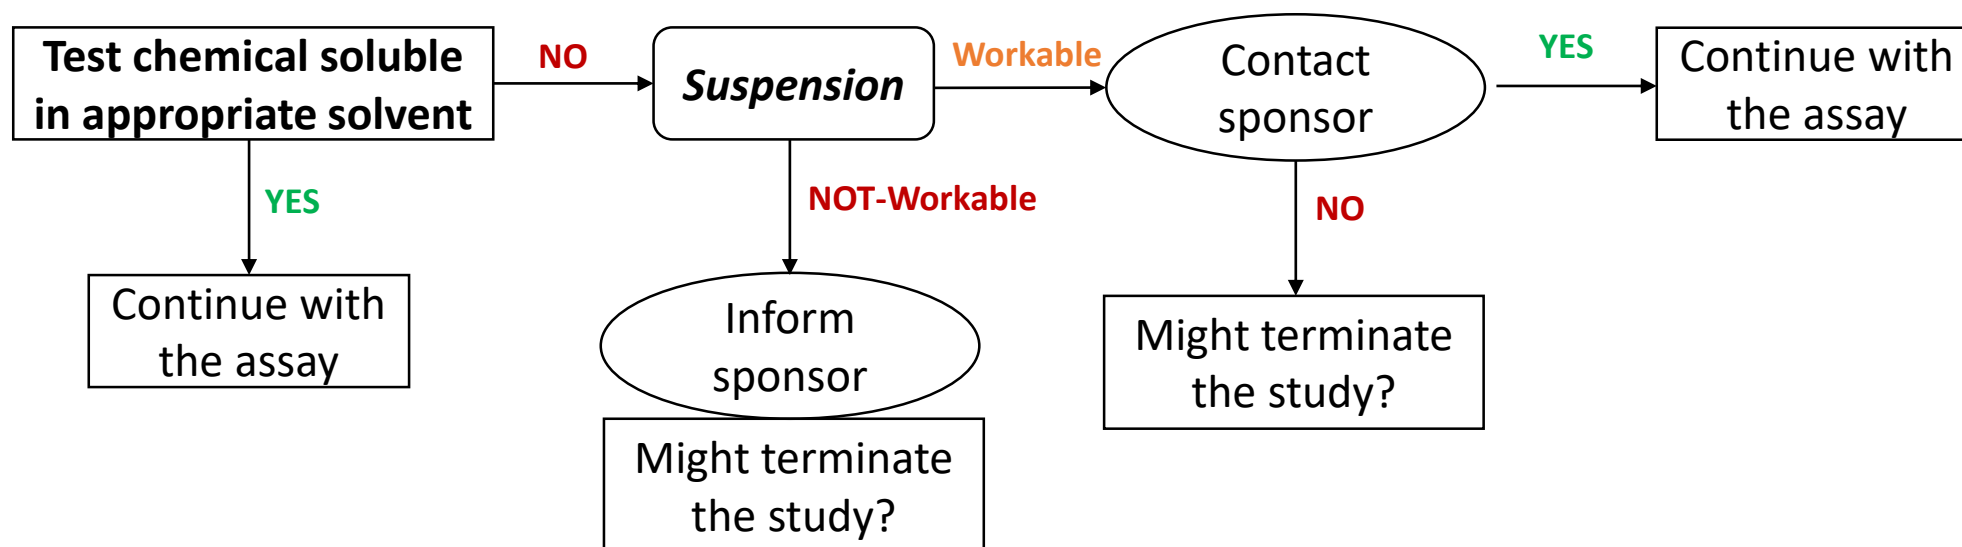 Test chemical soluble
in appropriate solvent
NO
Suspension
Workable
Contact
sponsor
YES
Continue with
the assay
YES
NOT-Workable
NO
Continue with
the assay
Inform
sponsor
Might terminate
the study?
Might terminate
the study?